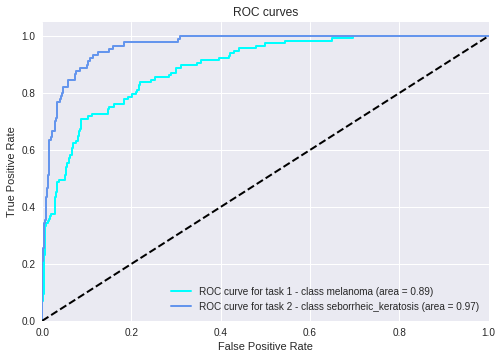 ROC curves
True Positive Rate
1.0
0.8
0.6
0.4
0.2
0.0
ROC curve for task 1 - class melanoma (area = 0.89)
ROC curve for task 2 - class seborrheic_keratosis (area = 0.97)
0.0 0.2 0.4 0.6 0.8 1.0
False Positive Rate